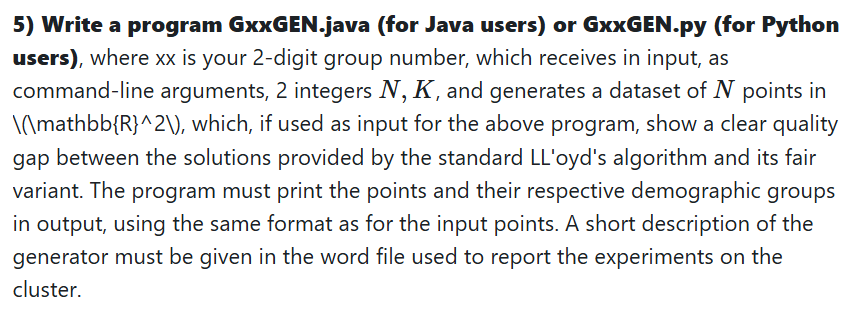 5) Write a program GxxGEN.java (for Java users) or GxxGEN.py (for Python
users), where xx is your 2-digit group number, which receives in input, as
command-line arguments, 2 integers N, K, and generates a dataset of N points in
\(\mathbb{R}^2\), which, if used as input for the above program, show a clear quality
gap between the solutions provided by the standard LL'oyd's algorithm and its fair
variant. The program must print the points and their respective demographic groups
in output, using the same format as for the input points. A short description of the
generator must be given in the word file used to report the experiments on the
cluster.